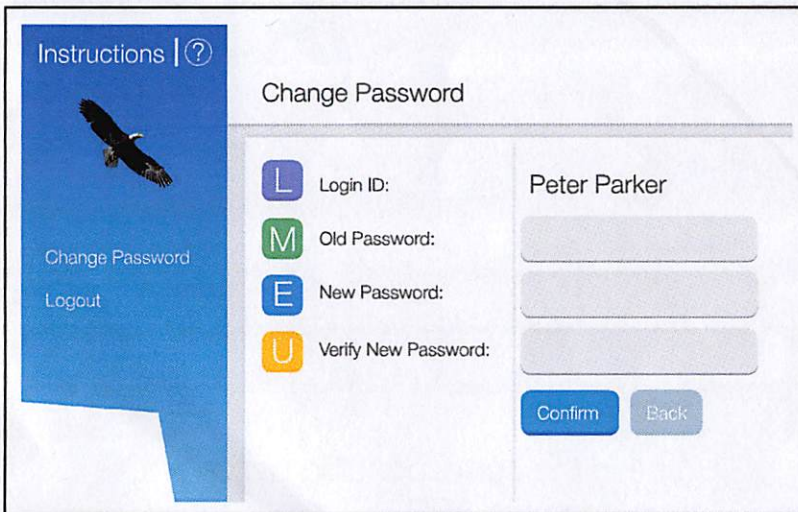 Instructions | ?
Change Password
Logout
Change Password
L Login ID: Peter Parker
M Old Password:
E New Password:
U Verify New Password:
Confirm Back